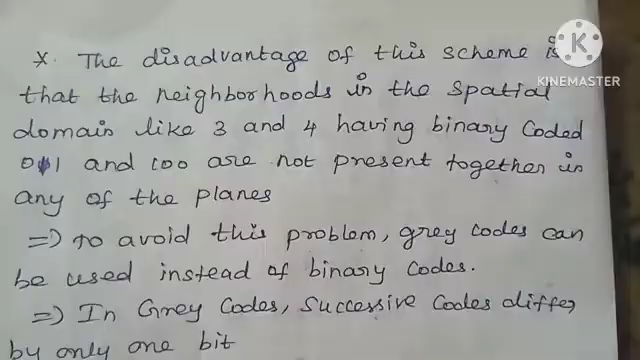 * The disadvantage of this scheme is
that the neighborhoods in the spatial
domain like 3 and 4 having binary coded
011 and 100 are not present together in
any of the planes
=> to avoid this problem, grey codes can
be used instead of binary codes.
=> In Grey Codes, successive codes differ
by only one bit
K
KINEMASTER